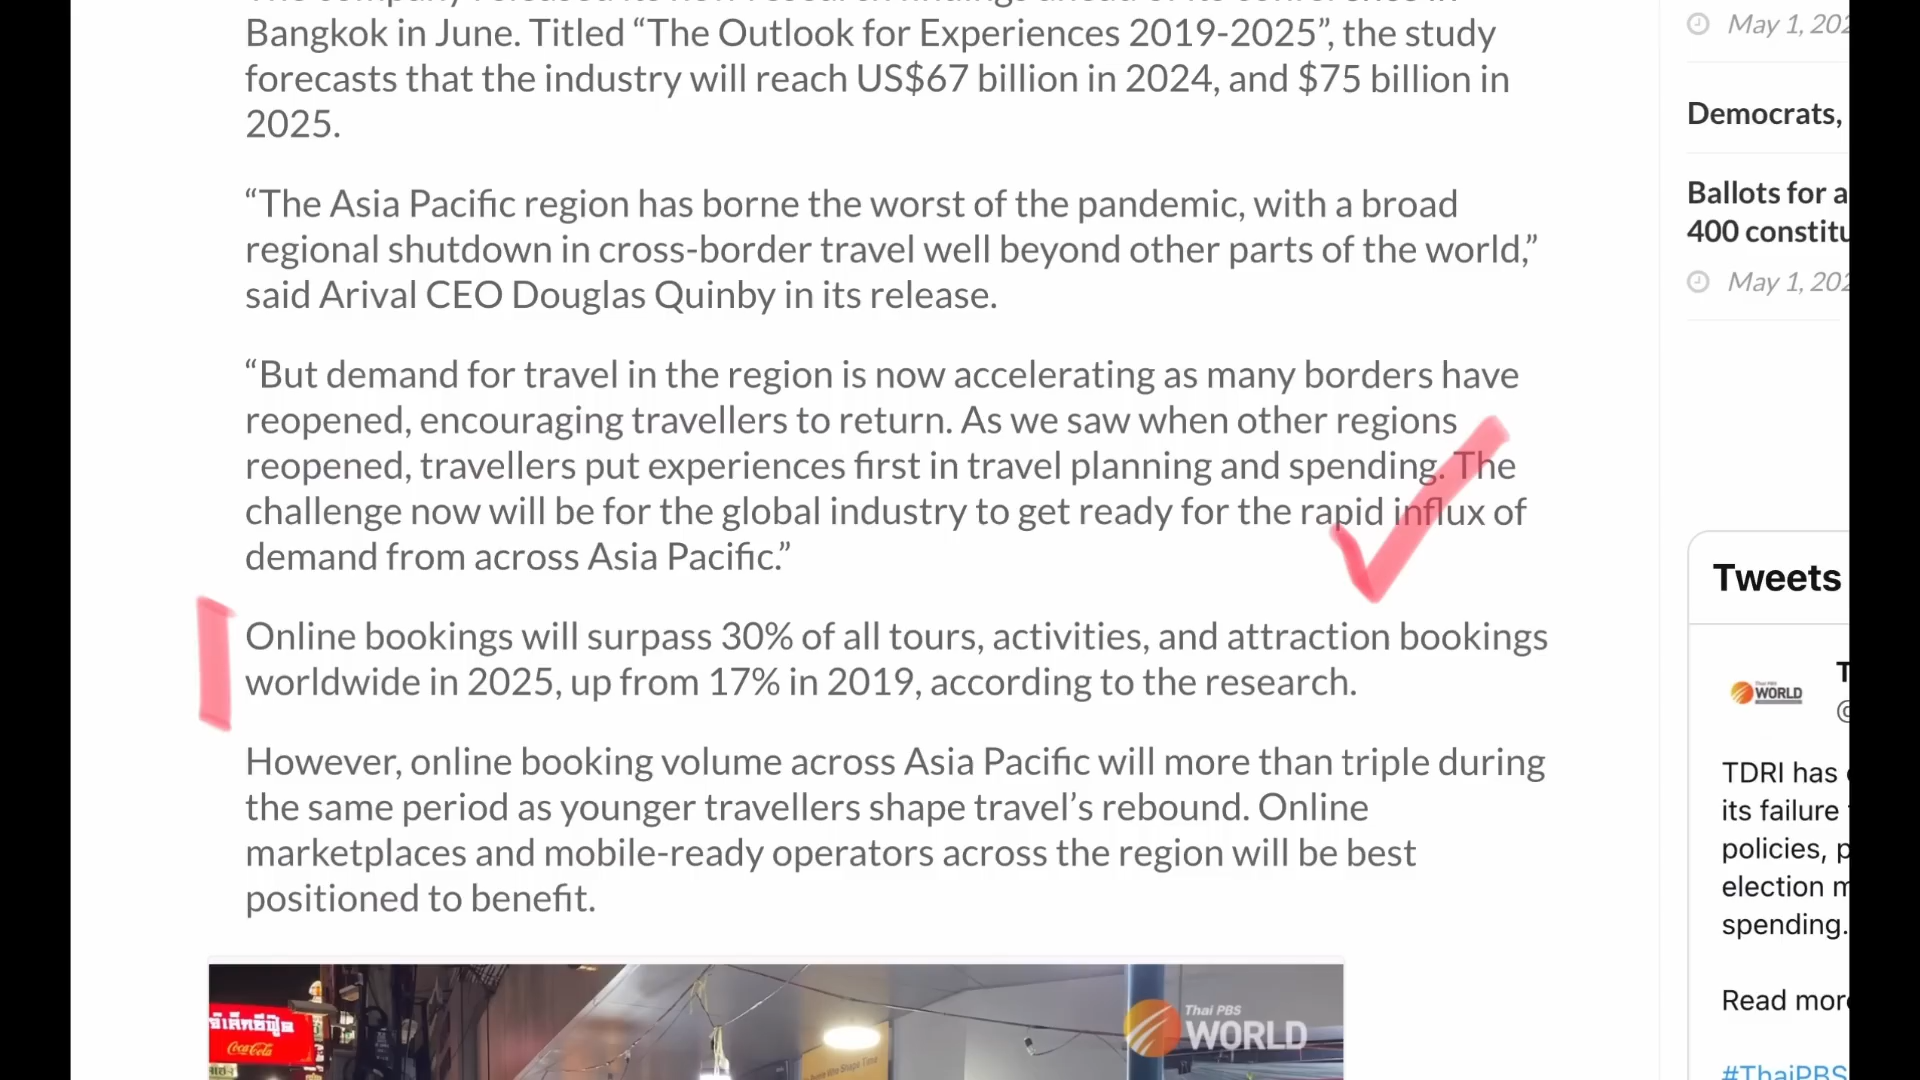 Bangkok in June. Titled “The Outlook for Experiences 2019-2025”, the study
forecasts that the industry will reach US$67 billion in 2024, and $75 billion in
2025.
“The Asia Pacific region has borne the worst of the pandemic, with a broad
regional shutdown in cross-border travel well beyond other parts of the world,”
said Arival CEO Douglas Quinby in its release.
“But demand for travel in the region is now accelerating as many borders have
reopened, encouraging travellers to return. As we saw when other regions
reopened, travellers put experiences first in travel planning and spending. The
challenge now will be for the global industry to get ready for the rapid influx of
demand from across Asia Pacific.”
Online bookings will surpass 30% of all tours, activities, and attraction bookings
worldwide in 2025, up from 17% in 2019, according to the research.
However, online booking volume across Asia Pacific will more than triple during
the same period as younger travellers shape travel’s rebound. Online
marketplaces and mobile-ready operators across the region will be best
positioned to benefit.
Coca-Cola
Thai PBS
WORLD
May 1,
Democrats,
Ballots for a
400
May 1,
Tweets
Thai PBS
WORLD
TDRI has
its failure
policies,
election
spending.
Read
#ThaiPBS